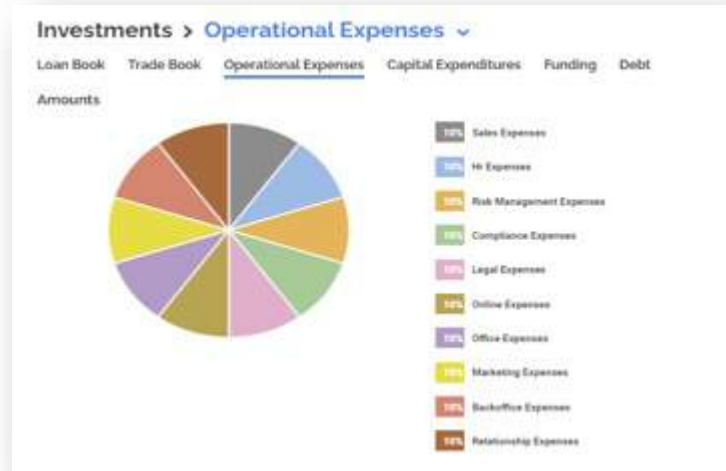 Investments > Operational Expenses
Loan Book Trade Book Operational Expenses Capital Expenditures Funding Debt
Amounts
10% Sales Expenses
10% Hr Expenses
10% Risk Management Expenses
10% Compliance Expenses
10% Legal Expenses
10% Online Expenses
10% Office Expenses
10% Marketing Expenses
10% Backoffice Expenses
10% Relationship Expenses